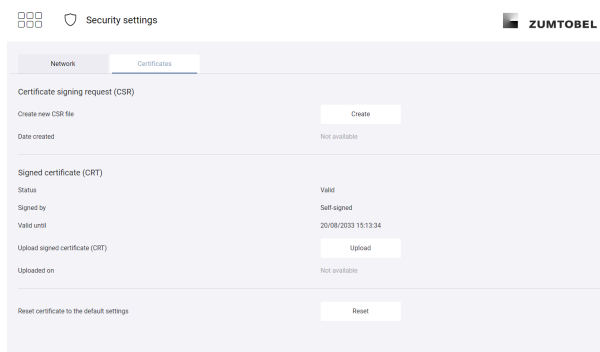 Security settings
ZUMTOBEL
Network
Certificates
Certificate signing request (CSR)
Create new CSR file
Create
Date created
Not available
Signed certificate (CRT)
Status
Valid
Signed by
Self-signed
Valid until
20/08/2033 15:13:34
Upload signed certificate (CRT)
Upload
Uploaded on
Not available
Reset certificate to the default settings
Reset